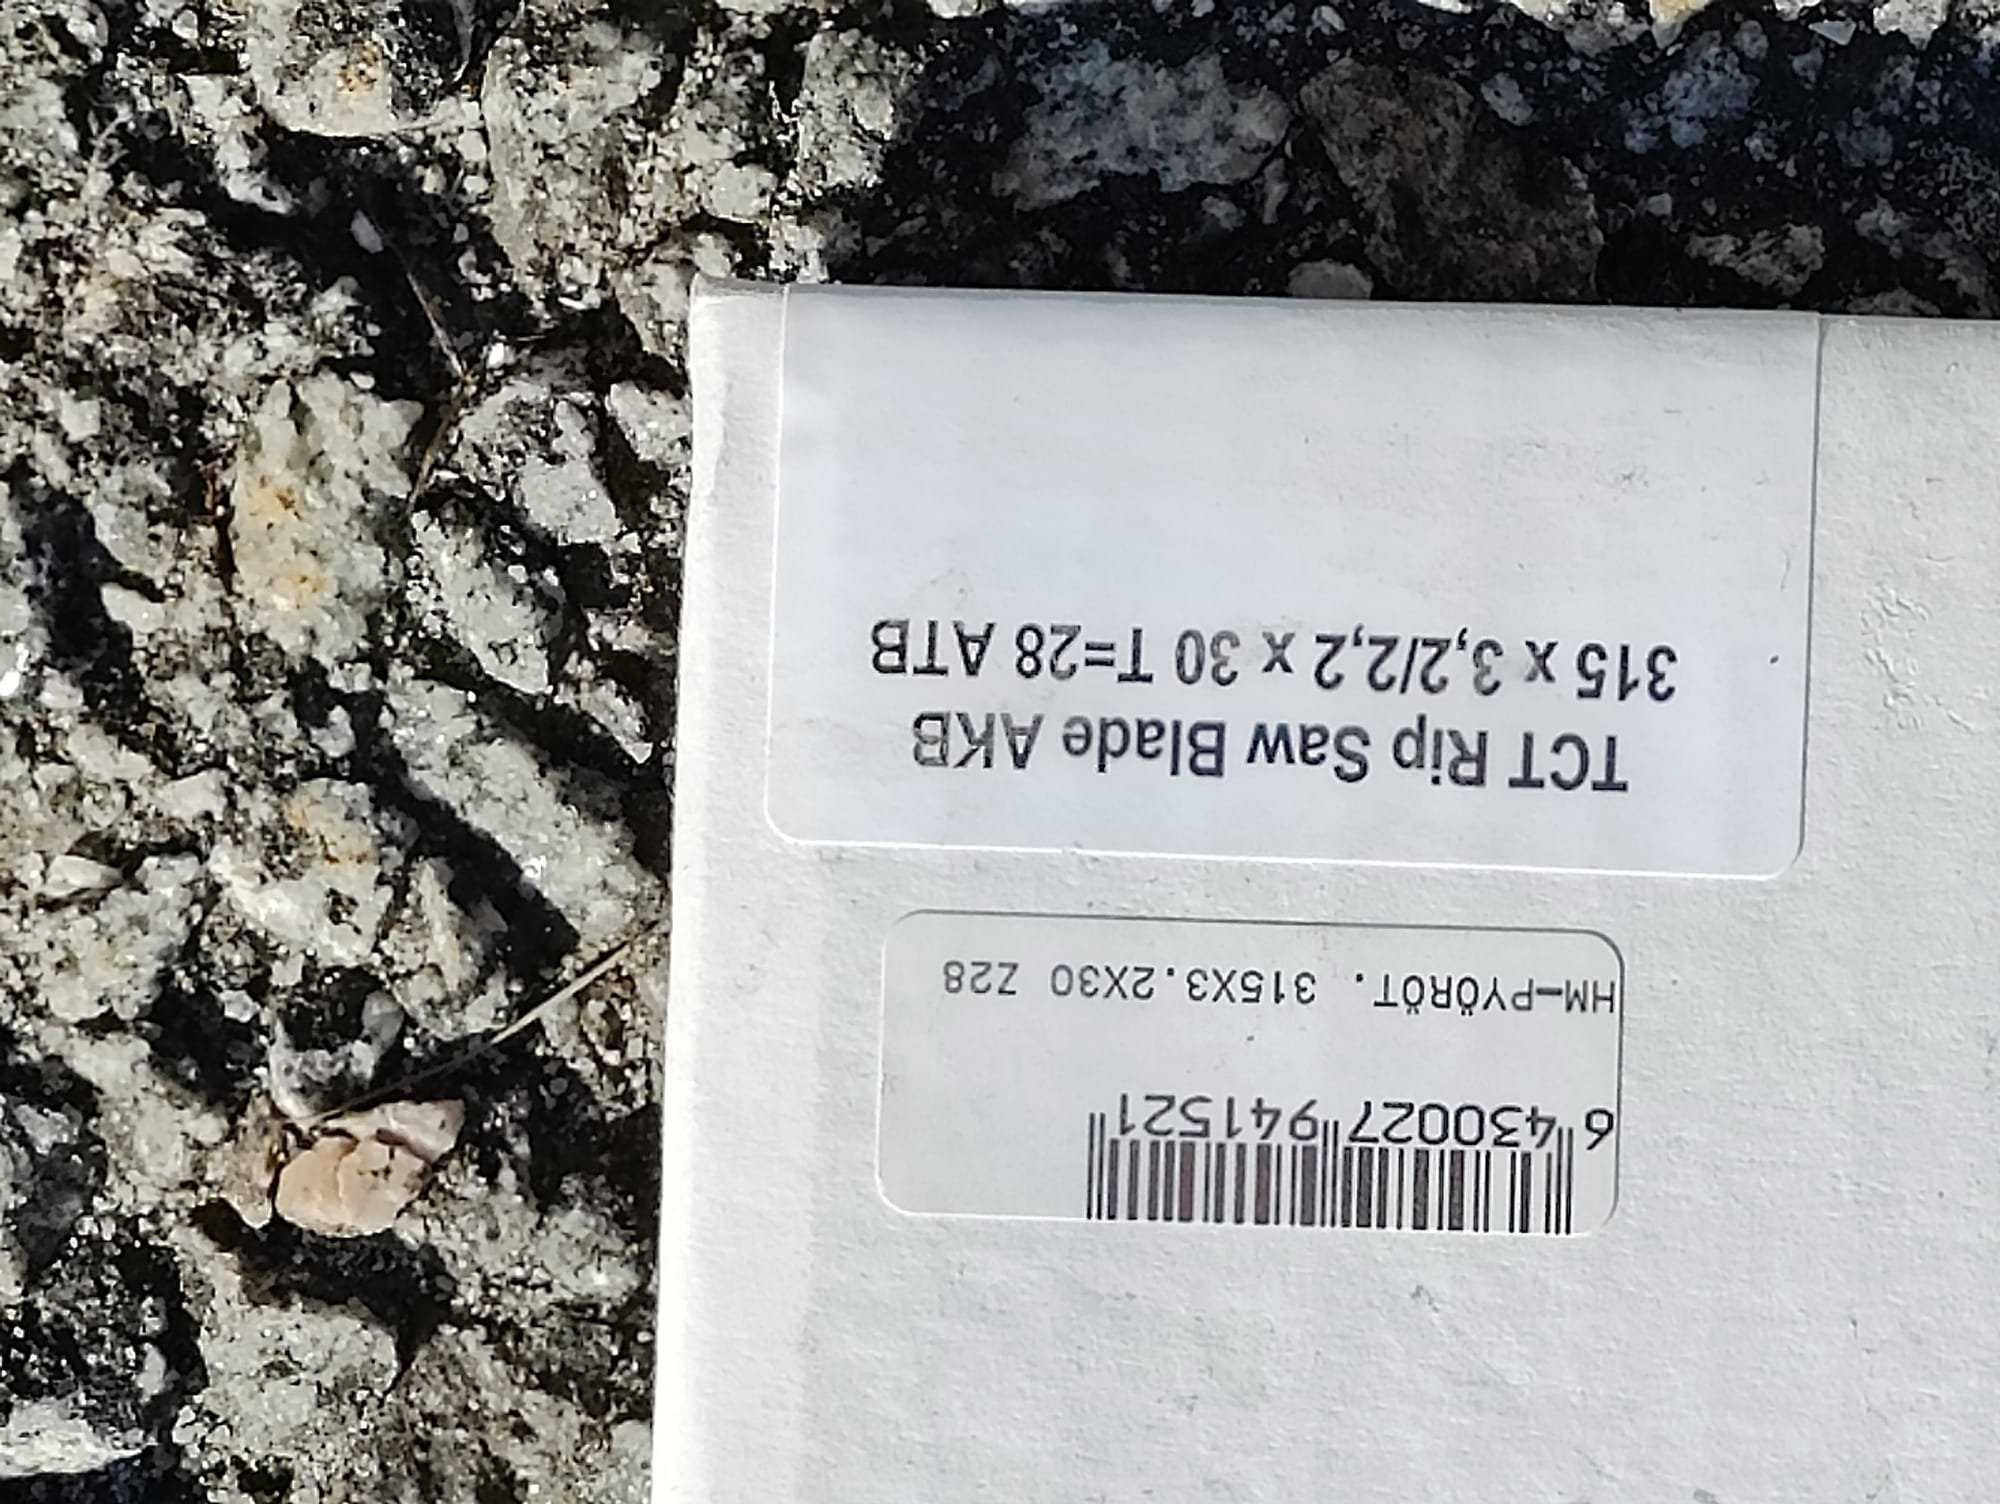 TCT Rip Saw Blade AKB
315 x 3,2/2,2 x 30 T=28 ATB
6 430027 941521
HM-PYÖRÖT. 315X3.2X30 Z28